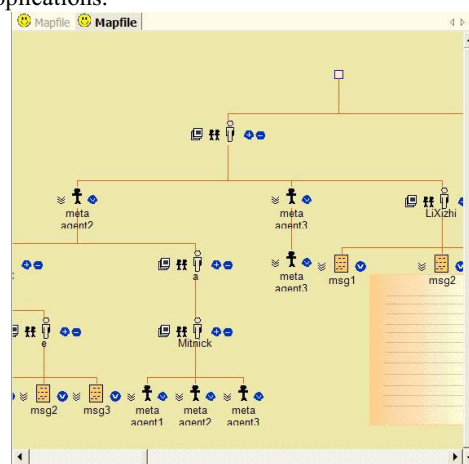 plications.
Mapfile Mapfile
meta
agent2
meta
agent3
LiXizhi
a
meta
agent3
msg1
msg2
e
Mitnick
msg2
msg3
meta
agent1
meta
agent2
meta
agent3